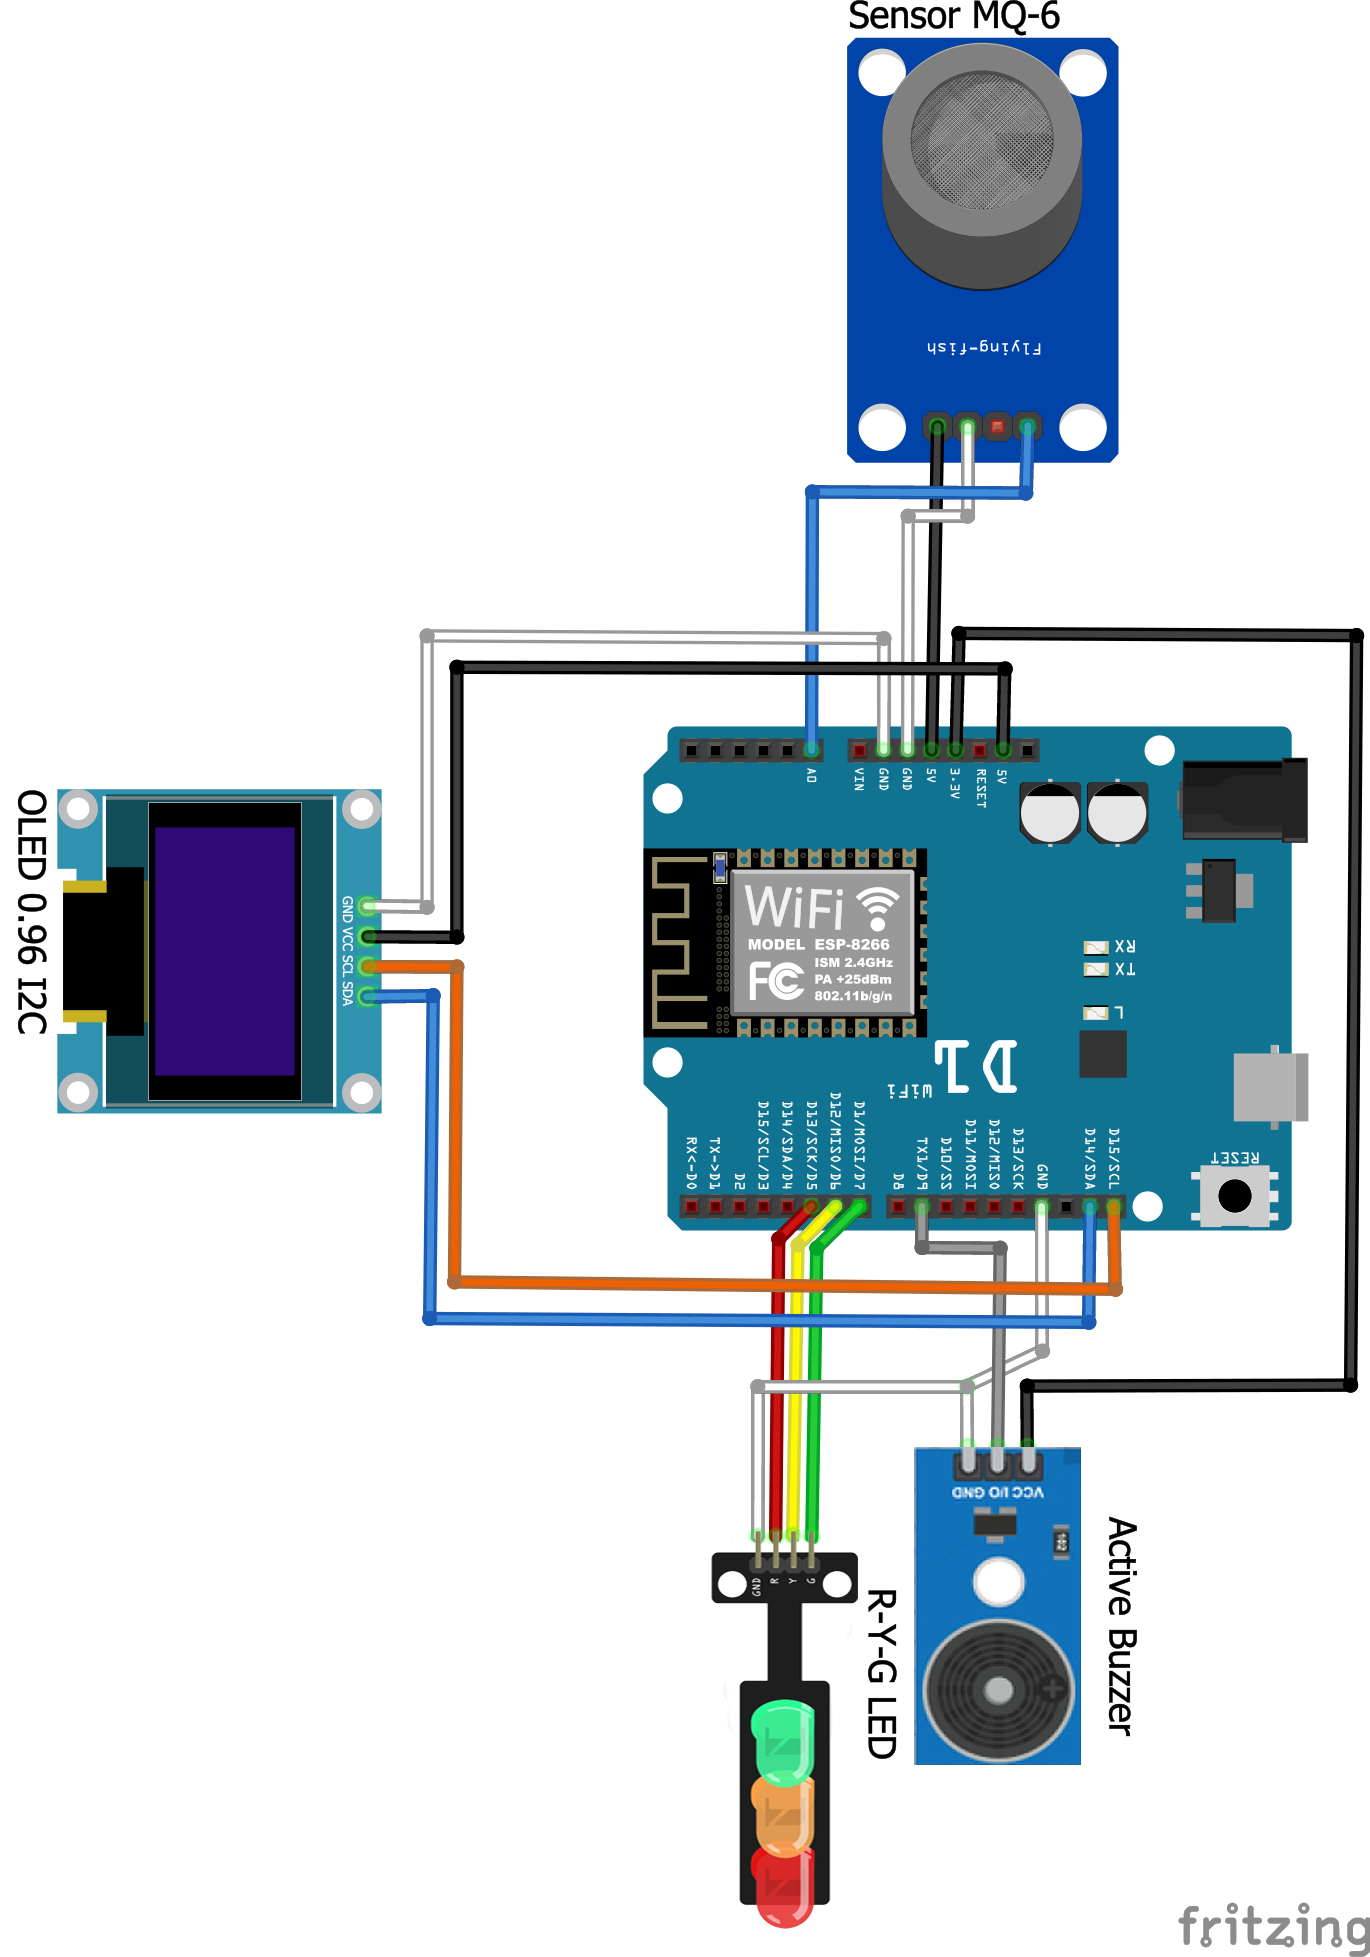 Sensor MQ-6
Flying-fish
A0
VIN
GND
GND
5V
3.3V
RESET
5V
WiFi
MODEL ESP-8266
ISM 2.4GHz
PA +25dBm
802.11b/g/n
FC
RX
TX
L
D1
WiFi
RESET
RX<-D0
TX->D1
D2
D15/SCL/D3
D14/SDA/D4
D13/SCK/D5
D12/MISO/D6
D1/MOSI/D7
D8
TX1/D9
D10/SS
D11/MOSI
D12/MISO
D13/SCK
GND
D14/SDA
D15/SCL
OLED 0.96 I2C
GND VCC SCL SDA
VCC I/O GND
Active Buzzer
GND
R
Y
G
R-Y-G LED
fritzing